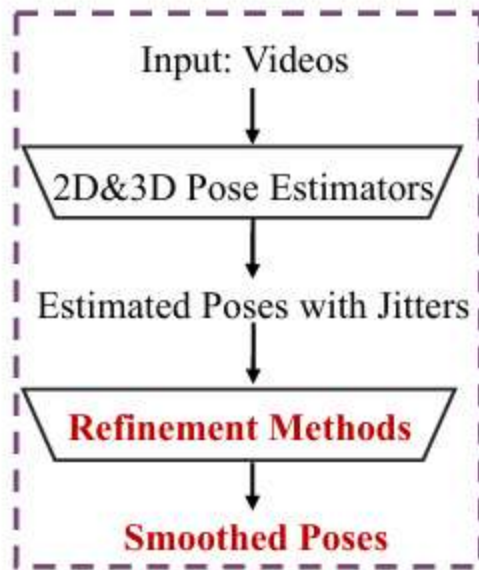 Input: Videos
2D&3D Pose Estimators
Estimated Poses with Jitters
Refinement Methods
Smoothed Poses